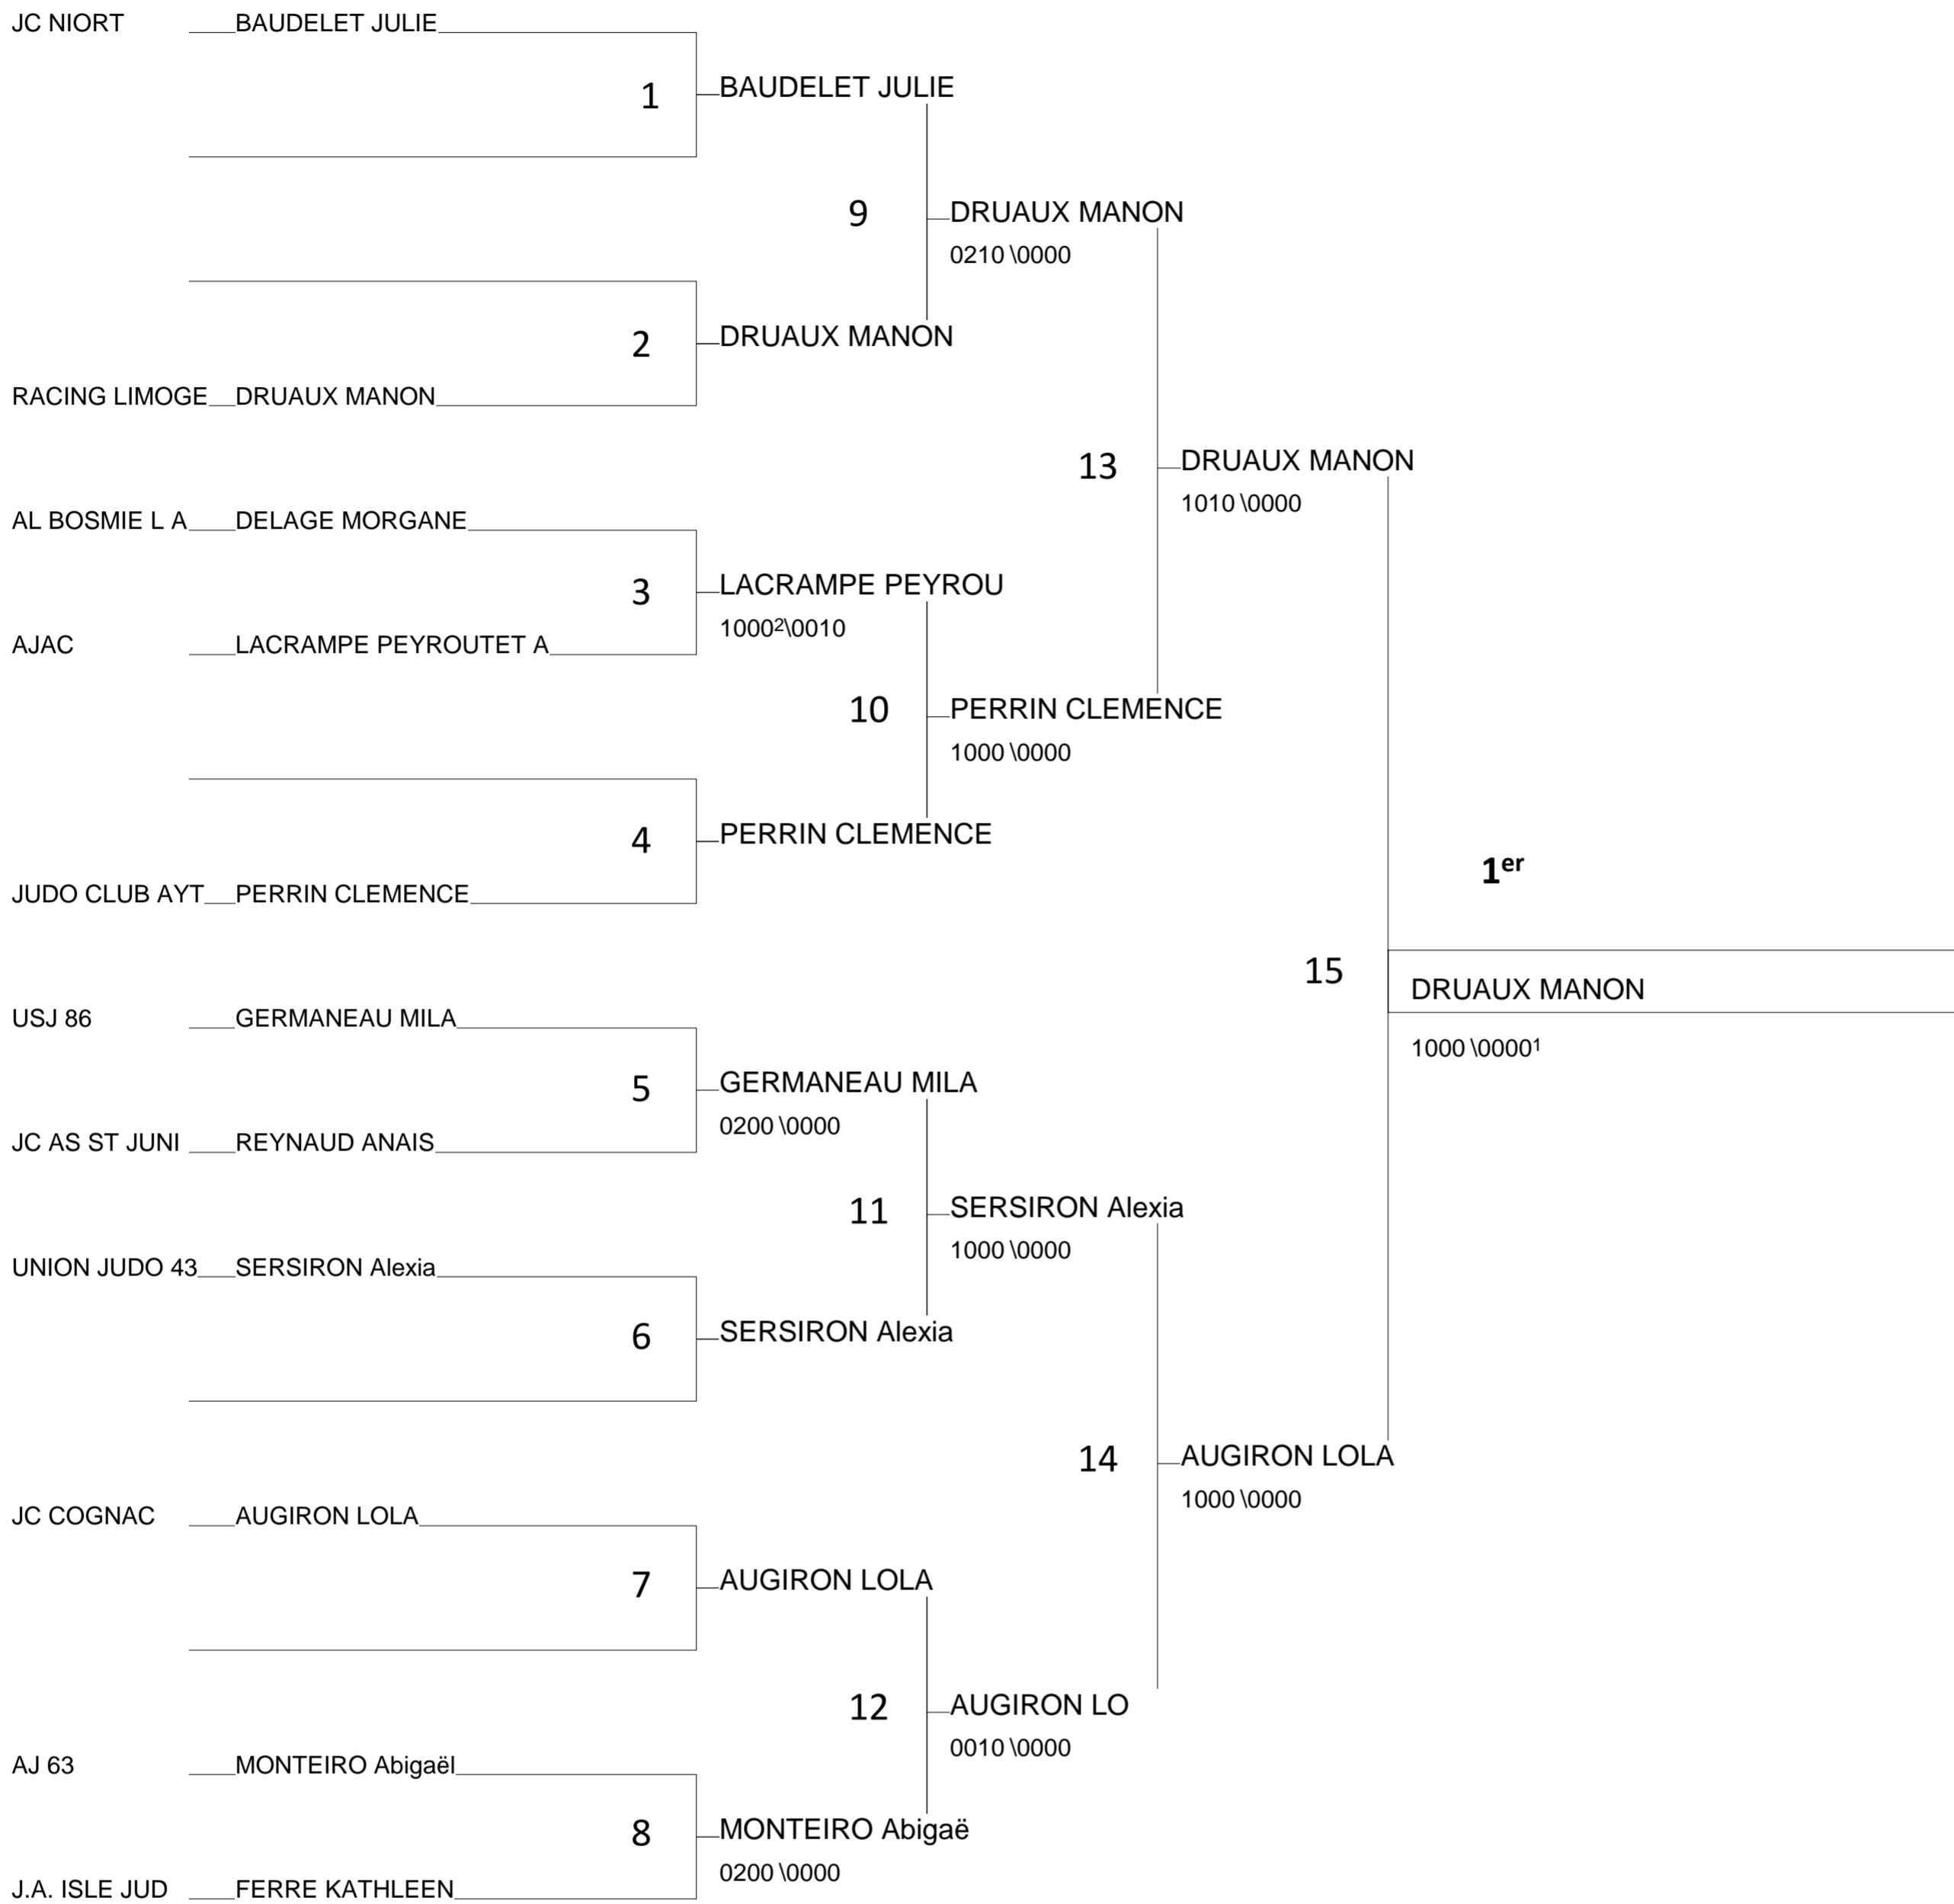 JC NIORT BAUDELET JULIE
1 BAUDELET JULIE
9 DRUAUX MANON
0210 \0000
2 DRUAUX MANON
RACING LIMOGE DRUAUX MANON
13 DRUAUX MANON
1010 \0000
AL BOSMIE L A DELAGE MORGANE
3 LACRAMPE PEYROU
1000² \0010
AJAC LACRAMPE PEYROUTET A
10 PERRIN CLEMENCE
1000 \0000
4 PERRIN CLEMENCE
JUDO CLUB AYT PERRIN CLEMENCE
1er
15 DRUAUX MANON
1000 \0000¹
USJ 86 GERMANEAU MILA
5 GERMANEAU MILA
0200 \0000
JC AS ST JUNI REYNAUD ANAIS
11 SERSIRON Alexia
1000 \0000
UNION JUDO 43 SERSIRON Alexia
6 SERSIRON Alexia
14 AUGIRON LOLA
1000 \0000
JC COGNAC AUGIRON LOLA
7 AUGIRON LOLA
12 AUGIRON LO
0010 \0000
AJ 63 MONTEIRO Abigaël
8 MONTEIRO Abigaë
0200 \0000
J.A. ISLE JUD FERRE KATHLEEN